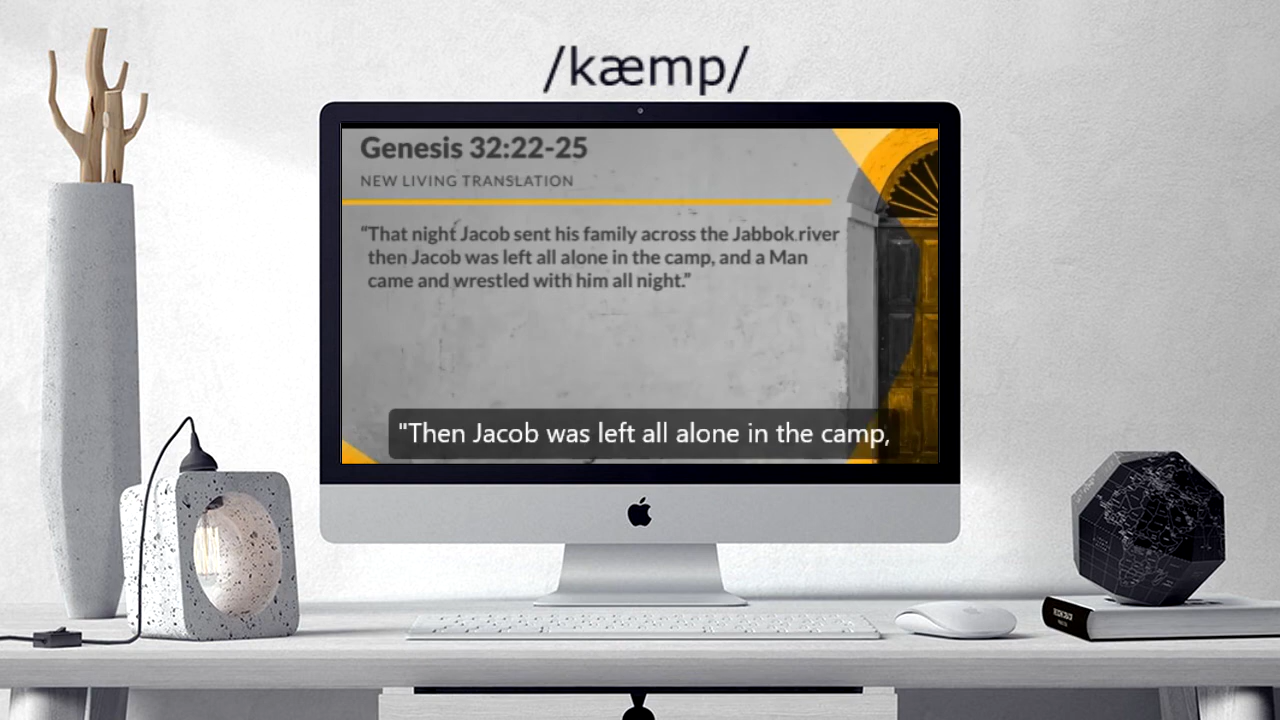 /kæmp/
Genesis 32:22-25
NEW LIVING TRANSLATION
“That night Jacob sent his family across the Jabbok river
then Jacob was left all alone in the camp, and a Man
came and wrestled with him all night.”
"Then Jacob was left all alone in the camp,